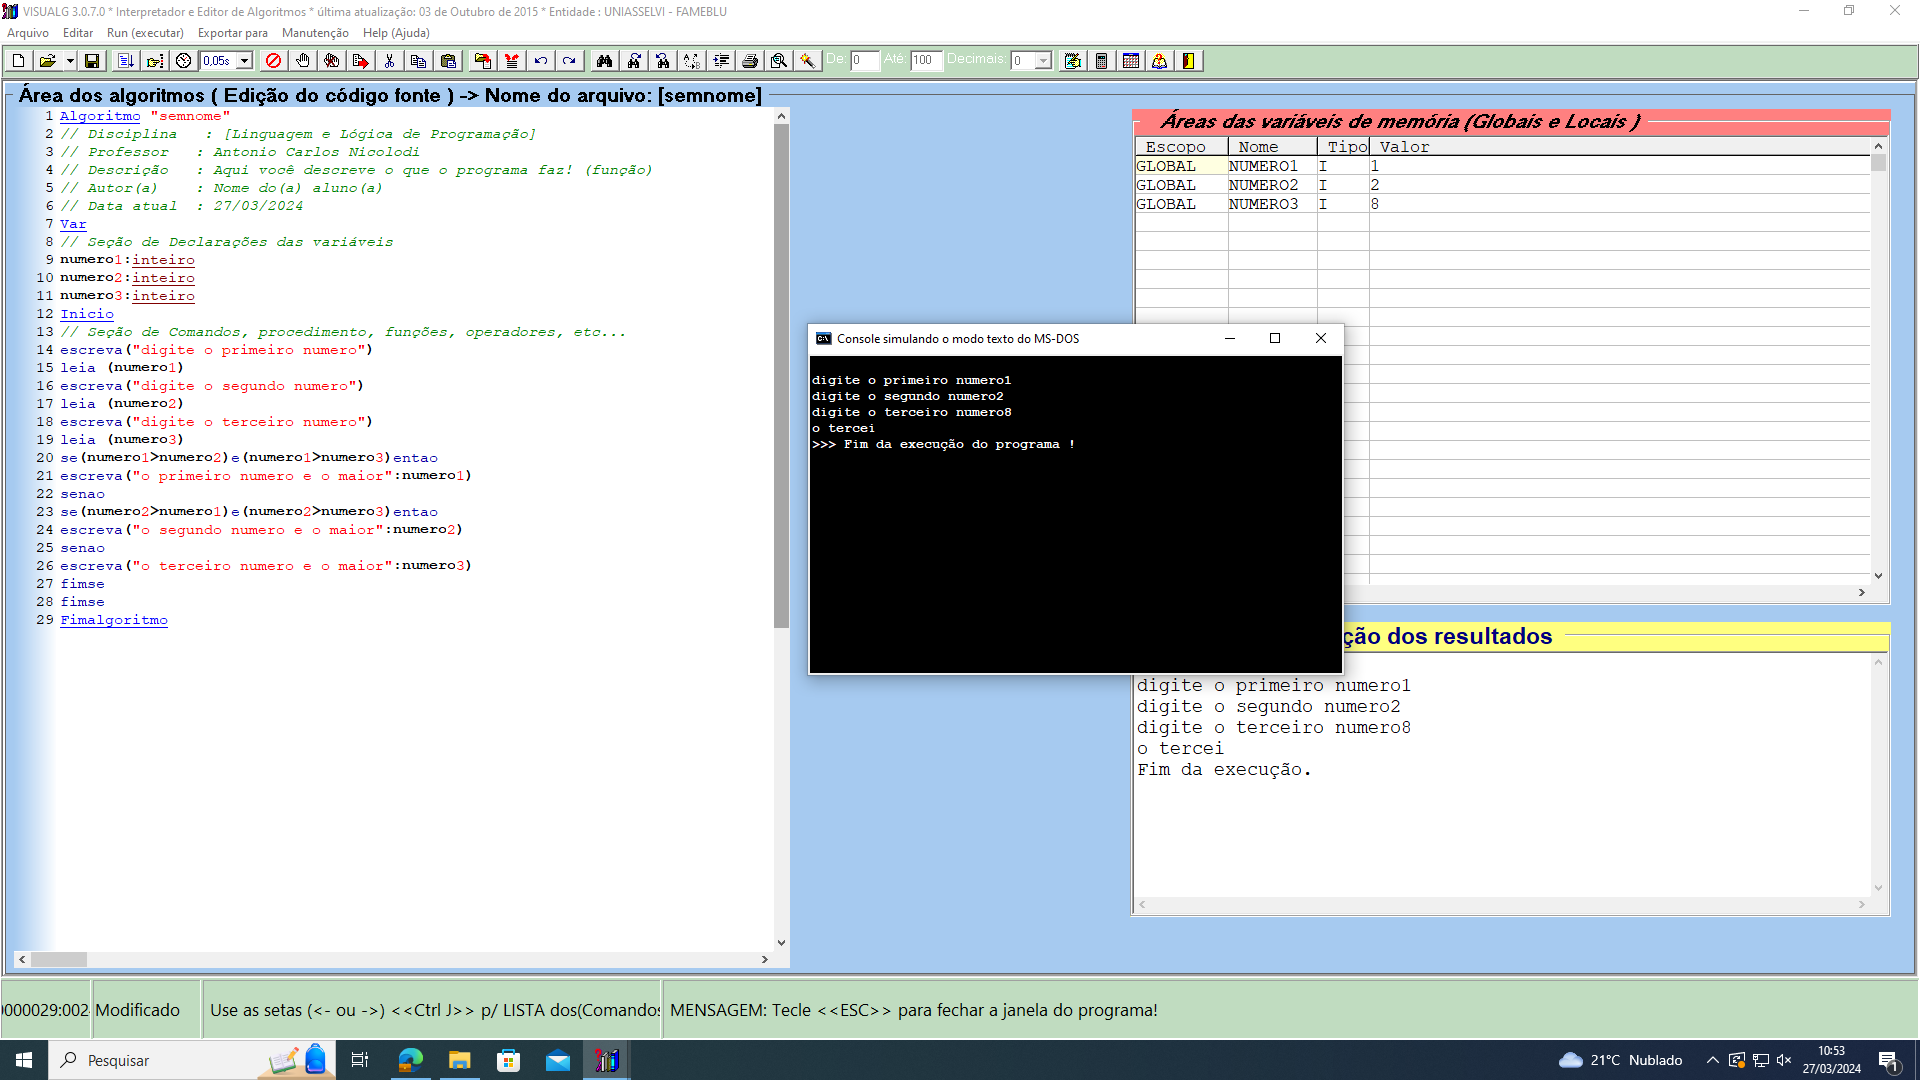 VISUALG 3.0.7.0 * Interpretador e Editor de Algoritmos * última atualização: 03 de Outubro de 2015 * Entidade : UNIASSELVI - FAMEBLU
Arquivo Editar Run (executar) Exportar para Manutenção Help (Ajuda)
0,05s De: 0 Até: 100 Decimais: 0
Área dos algoritmos ( Edição do código fonte ) -> Nome do arquivo: [semnome]
1 Algoritmo "semnome"
2 // Disciplina : [Linguagem e Lógica de Programação]
3 // Professor : Antonio Carlos Nicolodi
4 // Descrição : Aqui você descreve o que o programa faz! (função)
5 // Autor(a) : Nome do(a) aluno(a)
6 // Data atual : 27/03/2024
7 Var
8 // Seção de Declarações das variáveis
9 numero1:inteiro
10 numero2:inteiro
11 numero3:inteiro
12 Inicio
13 // Seção de Comandos, procedimento, funções, operadores, etc...
14 escreva("digite o primeiro numero")
15 leia (numero1)
16 escreva("digite o segundo numero")
17 leia (numero2)
18 escreva("digite o terceiro numero")
19 leia (numero3)
20 se(numero1>numero2)e(numero1>numero3)entao
21 escreva("o primeiro numero e o maior":numero1)
22 senao
23 se(numero2>numero1)e(numero2>numero3)entao
24 escreva("o segundo numero e o maior":numero2)
25 senao
26 escreva("o terceiro numero e o maior":numero3)
27 fimse
28 fimse
29 Fimalgoritmo
Áreas das variáveis de memória (Globais e Locais )
Escopo Nome Tipo Valor
GLOBAL NUMERO1 I 1
GLOBAL NUMERO2 I 2
GLOBAL NUMERO3 I 8
Console simulando o modo texto do MS-DOS
digite o primeiro numero1
digite o segundo numero2
digite o terceiro numero8
o tercei
>>> Fim da execução do programa !
ção dos resultados
digite o primeiro numero1
digite o segundo numero2
digite o terceiro numero8
o tercei
Fim da execução.
Modificado
Use as setas (<- ou ->) <<Ctrl J>> p/ LISTA dos(Comandos
MENSAGEM: Tecle <<ESC>> para fechar a janela do programa!
Pesquisar
21°C Nublado
10:53
27/03/2024
1